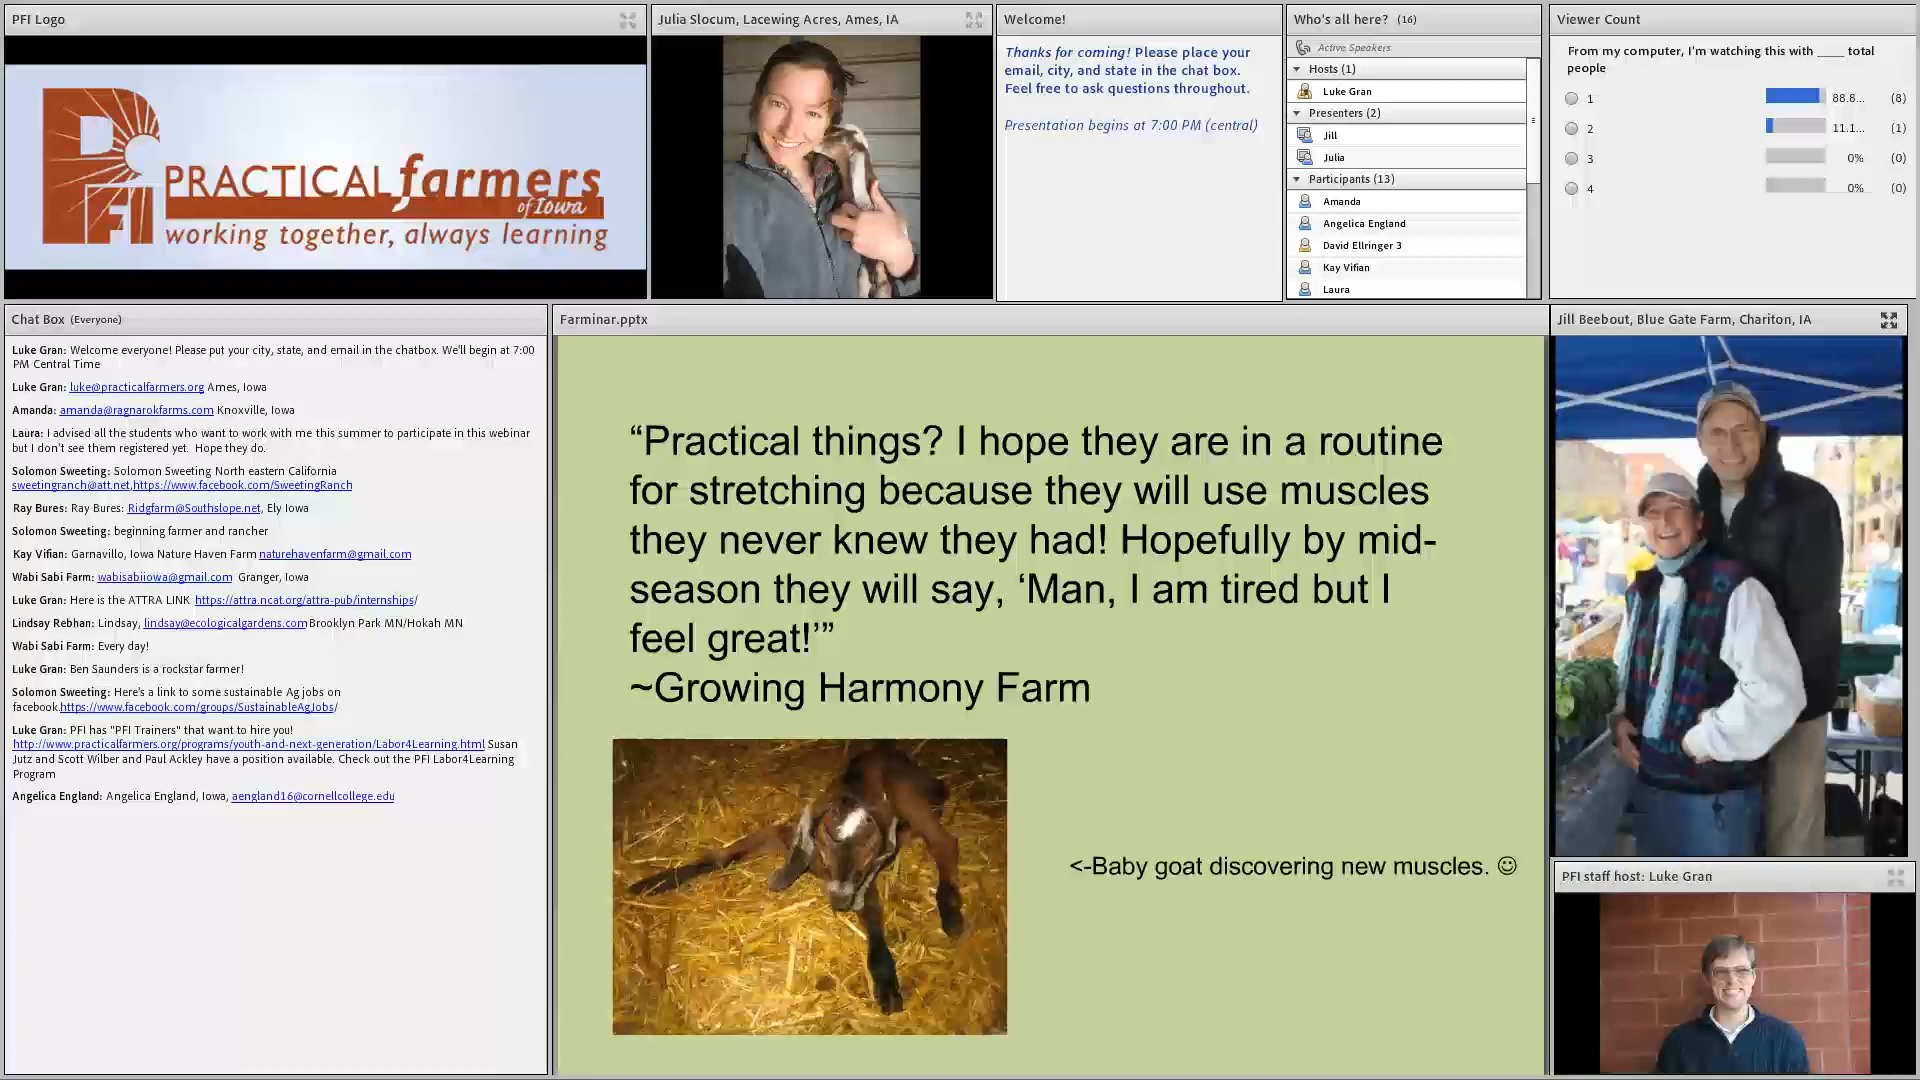 PFI Logo
PRACTICAL farmers
of Iowa
working together, always learning
Julia Slocum, Lacewing Acres, Ames, IA
Welcome!
Thanks for coming! Please place your
email, city, and state in the chat box.
Feel free to ask questions throughout.
Presentation begins at 7:00 PM (central)
Who's all here? (16)
Active Speakers
Hosts (1)
Luke Gran
Presenters (2)
Jill
Julia
Participants (13)
Amanda
Angelica England
David Ellringer 3
Kay Vifian
Laura
Viewer Count
From my computer, I'm watching this with ____ total
people
1 88.8... (8)
2 11.1... (1)
3 0% (0)
4 0% (0)
Chat Box (Everyone)
Luke Gran: Welcome everyone! Please put your city, state, and email in the chatbox. We'll begin at 7:00
PM Central Time
Luke Gran: luke@practicalfarmers.org Ames, Iowa
Amanda: amanda@ragnarokfarms.com Knoxville, Iowa
Laura: I advised all the students who want to work with me this summer to participate in this webinar
but I don't see them registered yet. Hope they do.
Solomon Sweeting: Solomon Sweeting North eastern California
sweetingranch@att.net,https://www.facebook.com/SweetingRanch
Ray Bures: Ray Bures: Ridgfarm@Southslope.net, Ely Iowa
Solomon Sweeting: beginning farmer and rancher
Kay Vifian: Garnavillo, Iowa Nature Haven Farm naturehavenfarm@gmail.com
Wabi Sabi Farm: wabisabiiowa@gmail.com Granger, Iowa
Luke Gran: Here is the ATTRA LINK https://attra.ncat.org/attra-pub/internships/
Lindsay Rebhan: Lindsay, lindsay@ecologicalgardens.com Brooklyn Park MN/Hokah MN
Wabi Sabi Farm: Every day!
Luke Gran: Ben Saunders is a rockstar farmer!
Solomon Sweeting: Here's a link to some sustainable Ag jobs on
facebook.https://www.facebook.com/groups/SustainableAgJobs/
Luke Gran: PFI has "PFI Trainers" that want to hire you!
http://www.practicalfarmers.org/programs/youth-and-next-generation/Labor4Learning.html Susan
Jutz and Scott Wilber and Paul Ackley have a position available. Check out the PFI Labor4Learning
Program
Angelica England: Angelica England, Iowa, aengland16@cornellcollege.edu
Farminar.pptx
“Practical things? I hope they are in a routine
for stretching because they will use muscles
they never knew they had! Hopefully by mid-
season they will say, ‘Man, I am tired but I
feel great!’”
~Growing Harmony Farm
<-Baby goat discovering new muscles. ☺
Jill Beebout, Blue Gate Farm, Chariton, IA
PFI staff host: Luke Gran